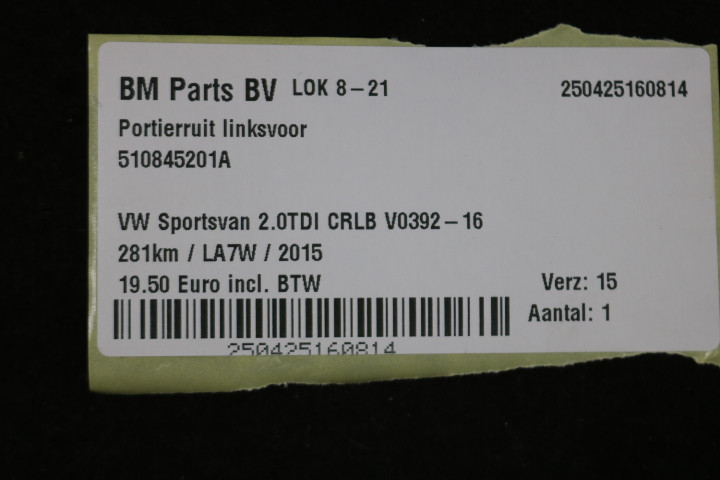 BM Parts BV LOK 8-21 250425160814
Portierruit linksvoor
510845201A
VW Sportsvan 2.0TDI CRLB V0392-16
281km / LA7W / 2015
19.50 Euro incl. BTW Verz: 15
Aantal: 1
250425160814